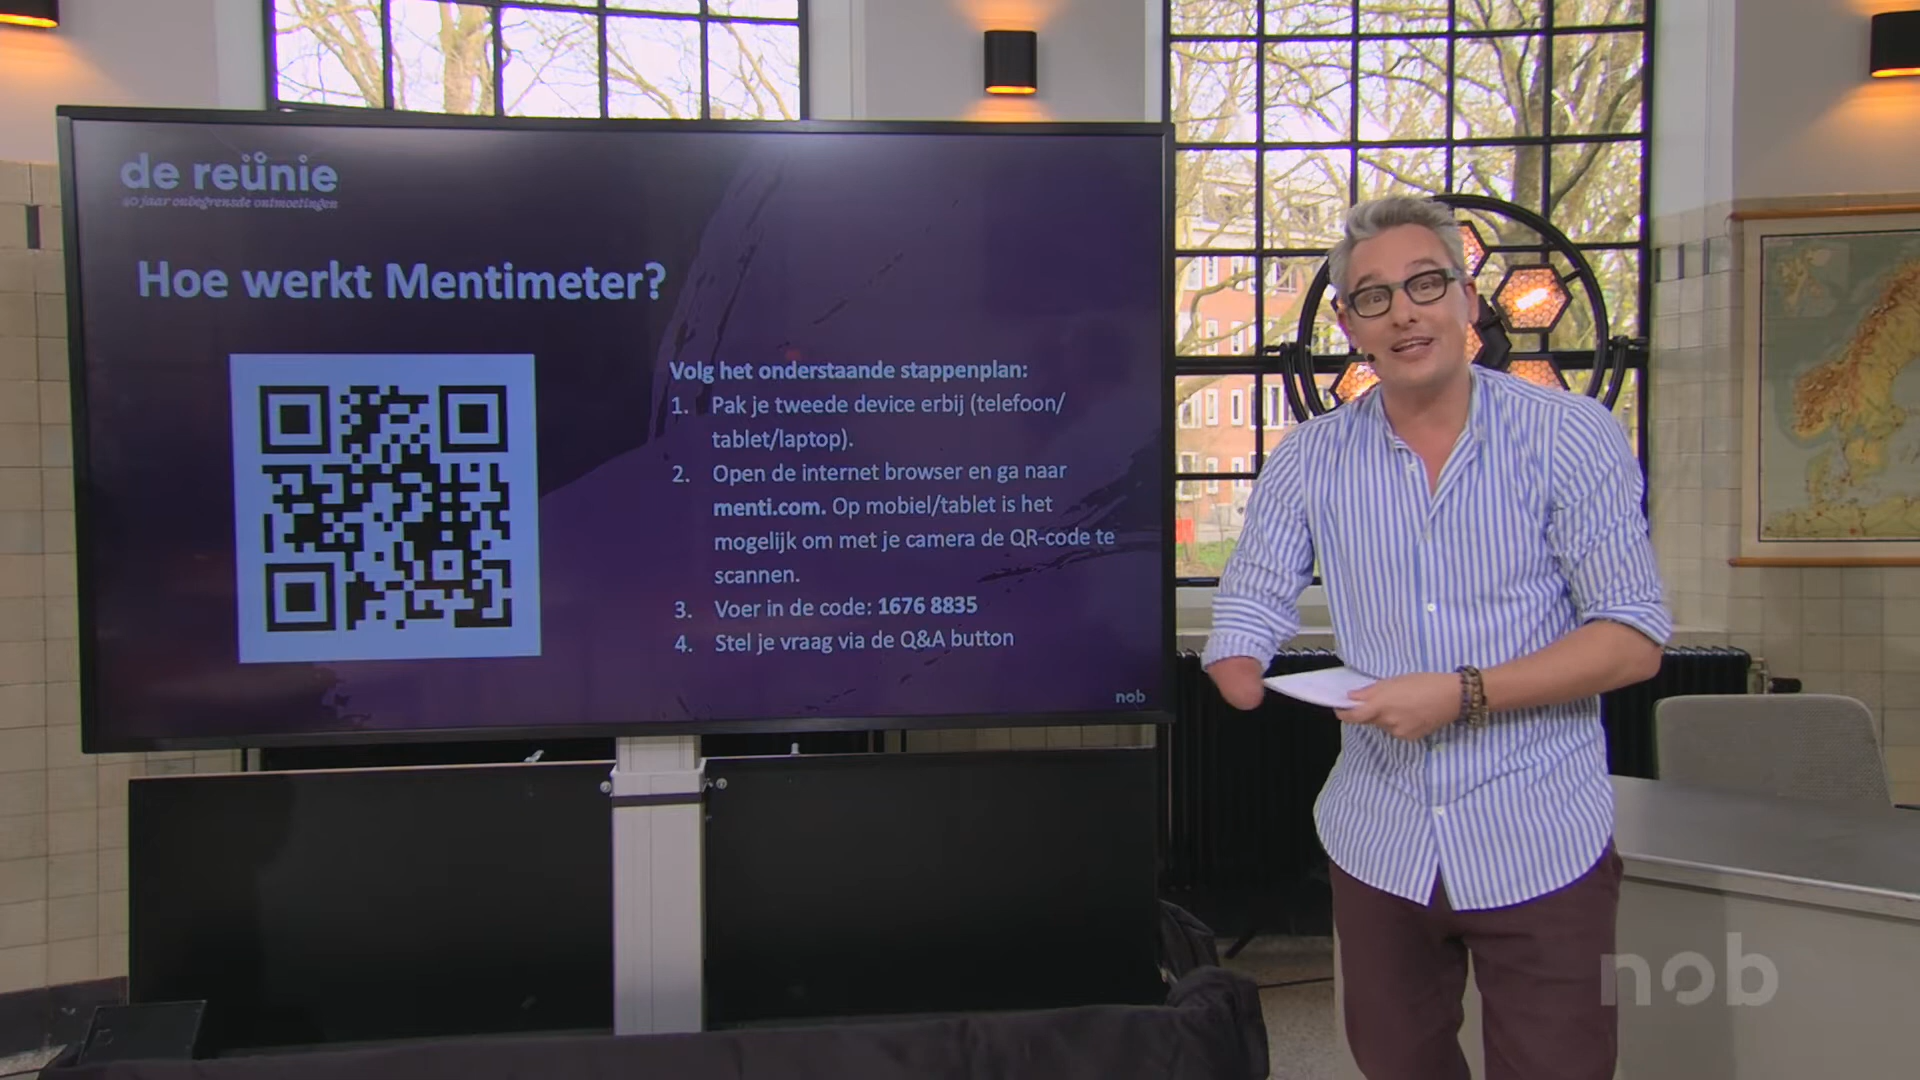 de reünie
40 jaar onbegrensde ontmoetingen
Hoe werkt Mentimeter?
Volg het onderstaande stappenplan:
1. Pak je tweede device erbij (telefoon/
tablet/laptop).
2. Open de internet browser en ga naar
menti.com. Op mobiel/tablet is het
mogelijk om met je camera de QR-code te
scannen.
3. Voer in de code: 1676 8835
4. Stel je vraag via de Q&A button
nob
nob